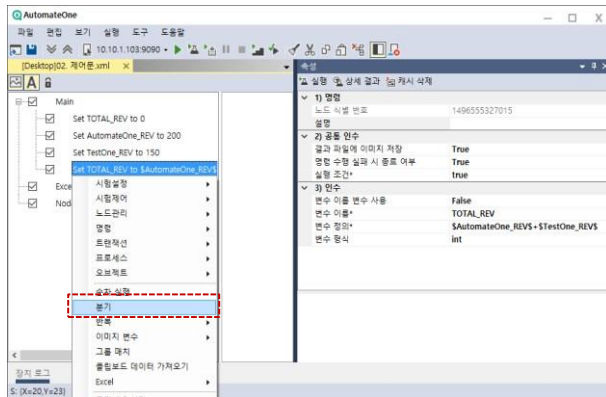 AutomateOne
파일 편집 보기 실행 도구 도움말
10.10.1.103:9090
[Desktop]02. 제어문.xml
속성
A
실행 상세 결과 캐시 삭제
Main
Set TOTAL_REV to 0
Set AutomateOne_REV to 200
Set TestOne_REV to 150
Set TOTAL_REV to $AutomateOne_REV$
Exce
Nod
1) 명령
노드 식별 번호 1496555327015
설명
2) 공통 인수
결과 파일에 이미지 저장 True
명령 수행 실패 시 종료 여부 True
실행 조건* true
3) 인수
변수 이름 변수 사용 False
변수 이름* TOTAL_REV
변수 정의* $AutomateOne_REV$+$TestOne_REV$
변수 형식 int
시험설정
시험제어
노드관리
명령
트랜잭션
프로세스
오브젝트
순차 실행
분기
반복
이미지 변수
그룹 매치
클립보드 데이터 가져오기
Excel
장치 로그
S: {X=20,Y=23}